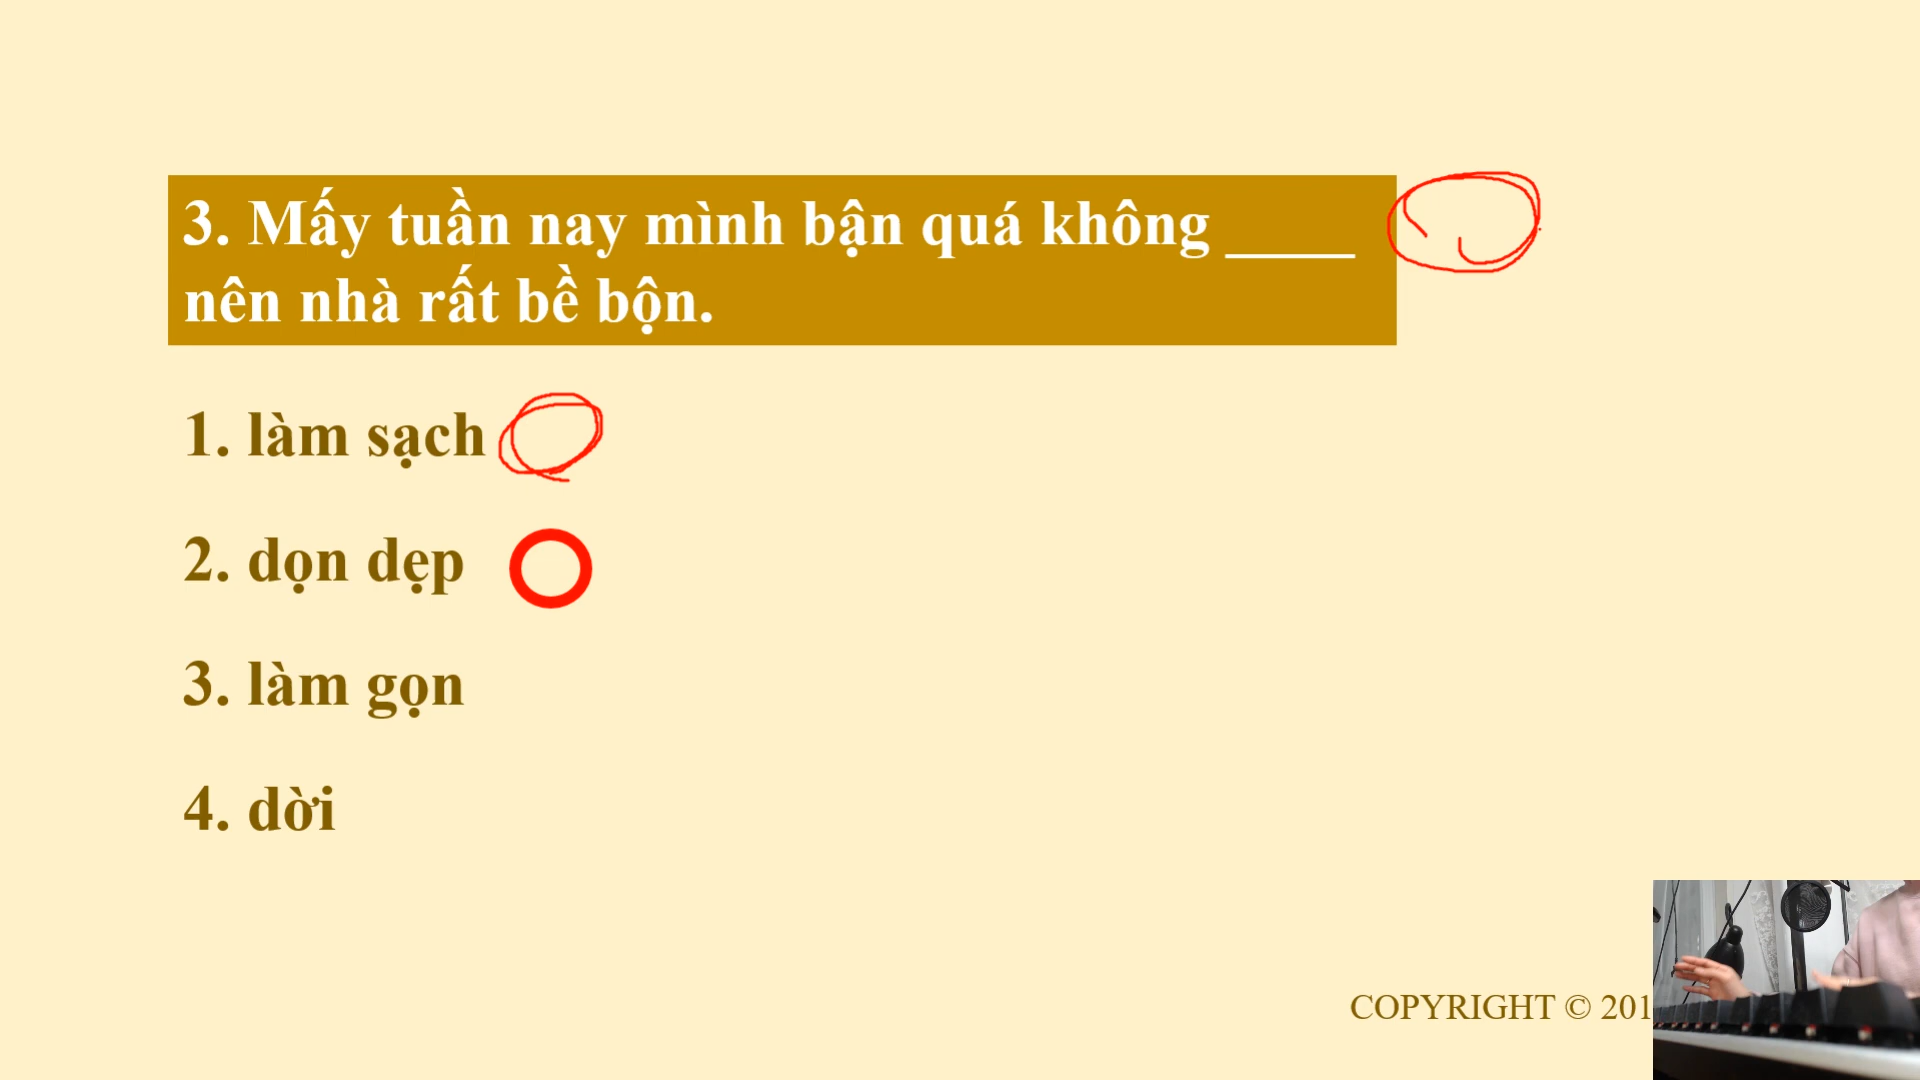 3. Mấy tuần nay mình bận quá không _____
nên nhà rất bề bộn.
1. làm sạch
2. dọn dẹp
3. làm gọn
4. dời
COPYRIGHT © 201